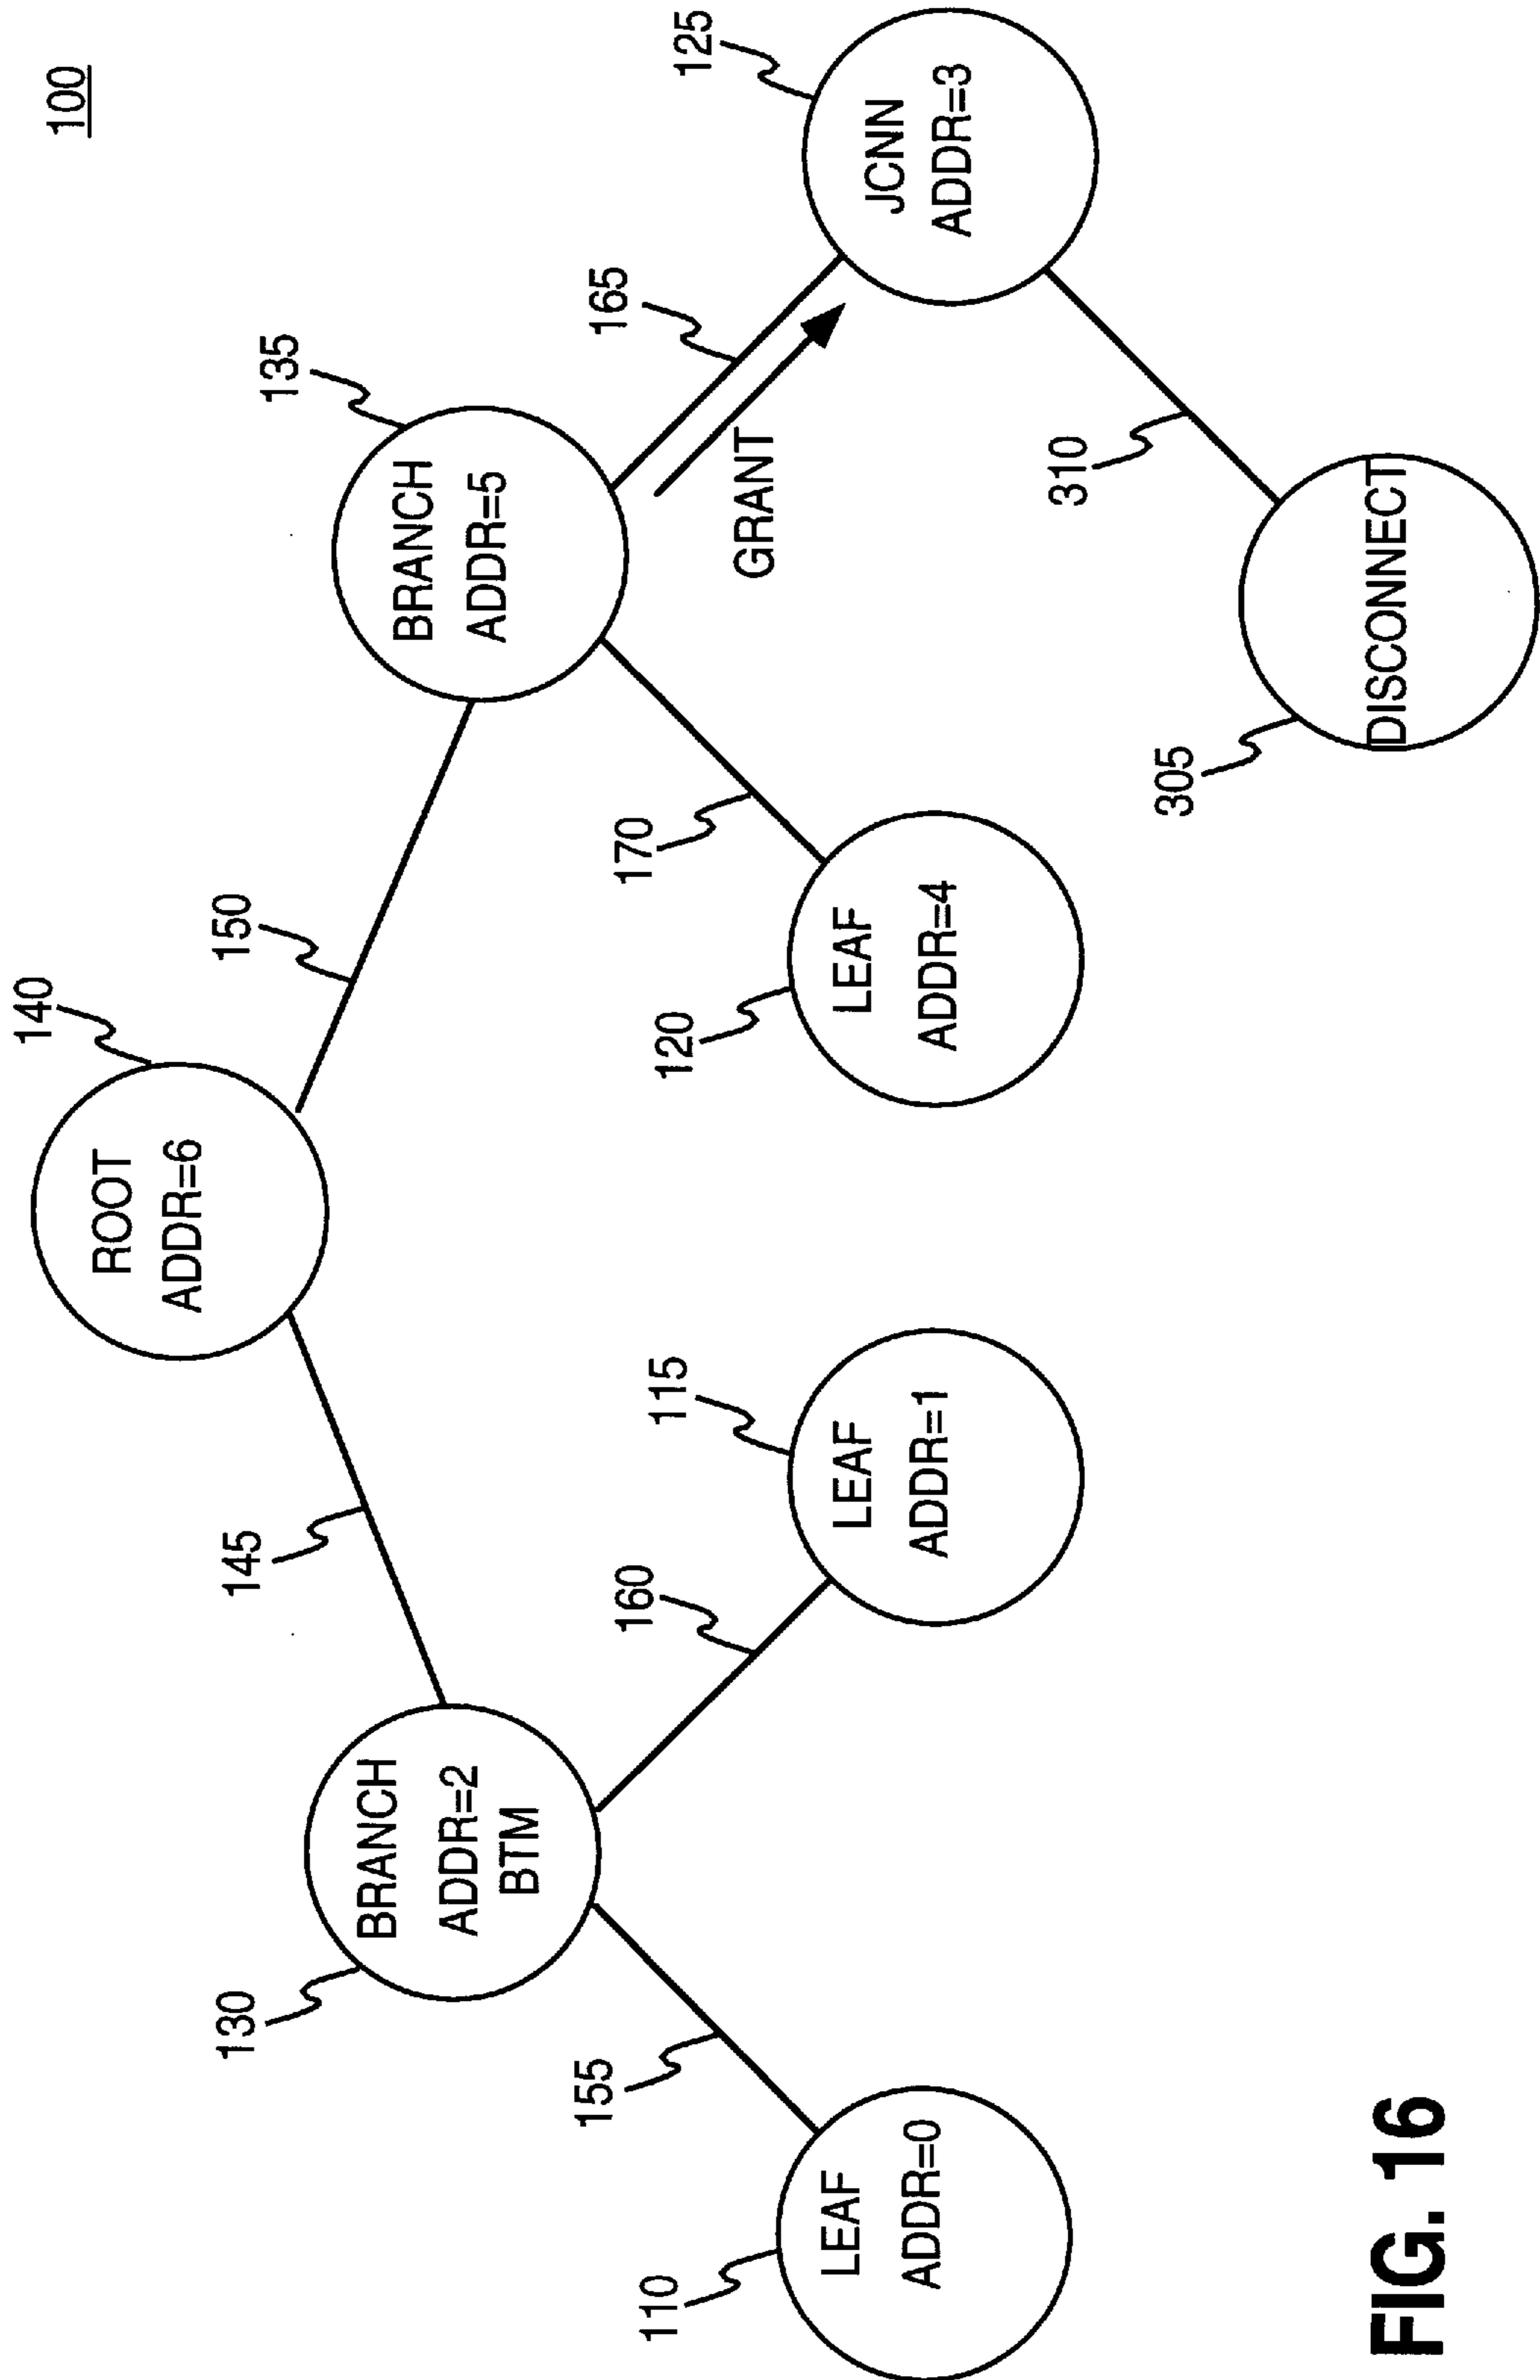 100
140
ROOT
ADDR=6
145
150
130
BRANCH
ADDR=2
BTM
135
BRANCH
ADDR=5
155
160
170
165
GRANT
110
LEAF
ADDR=0
115
LEAF
ADDR=1
120
LEAF
ADDR=4
125
JCNN
ADDR=3
310
305
DISCONNECT
FIG. 16